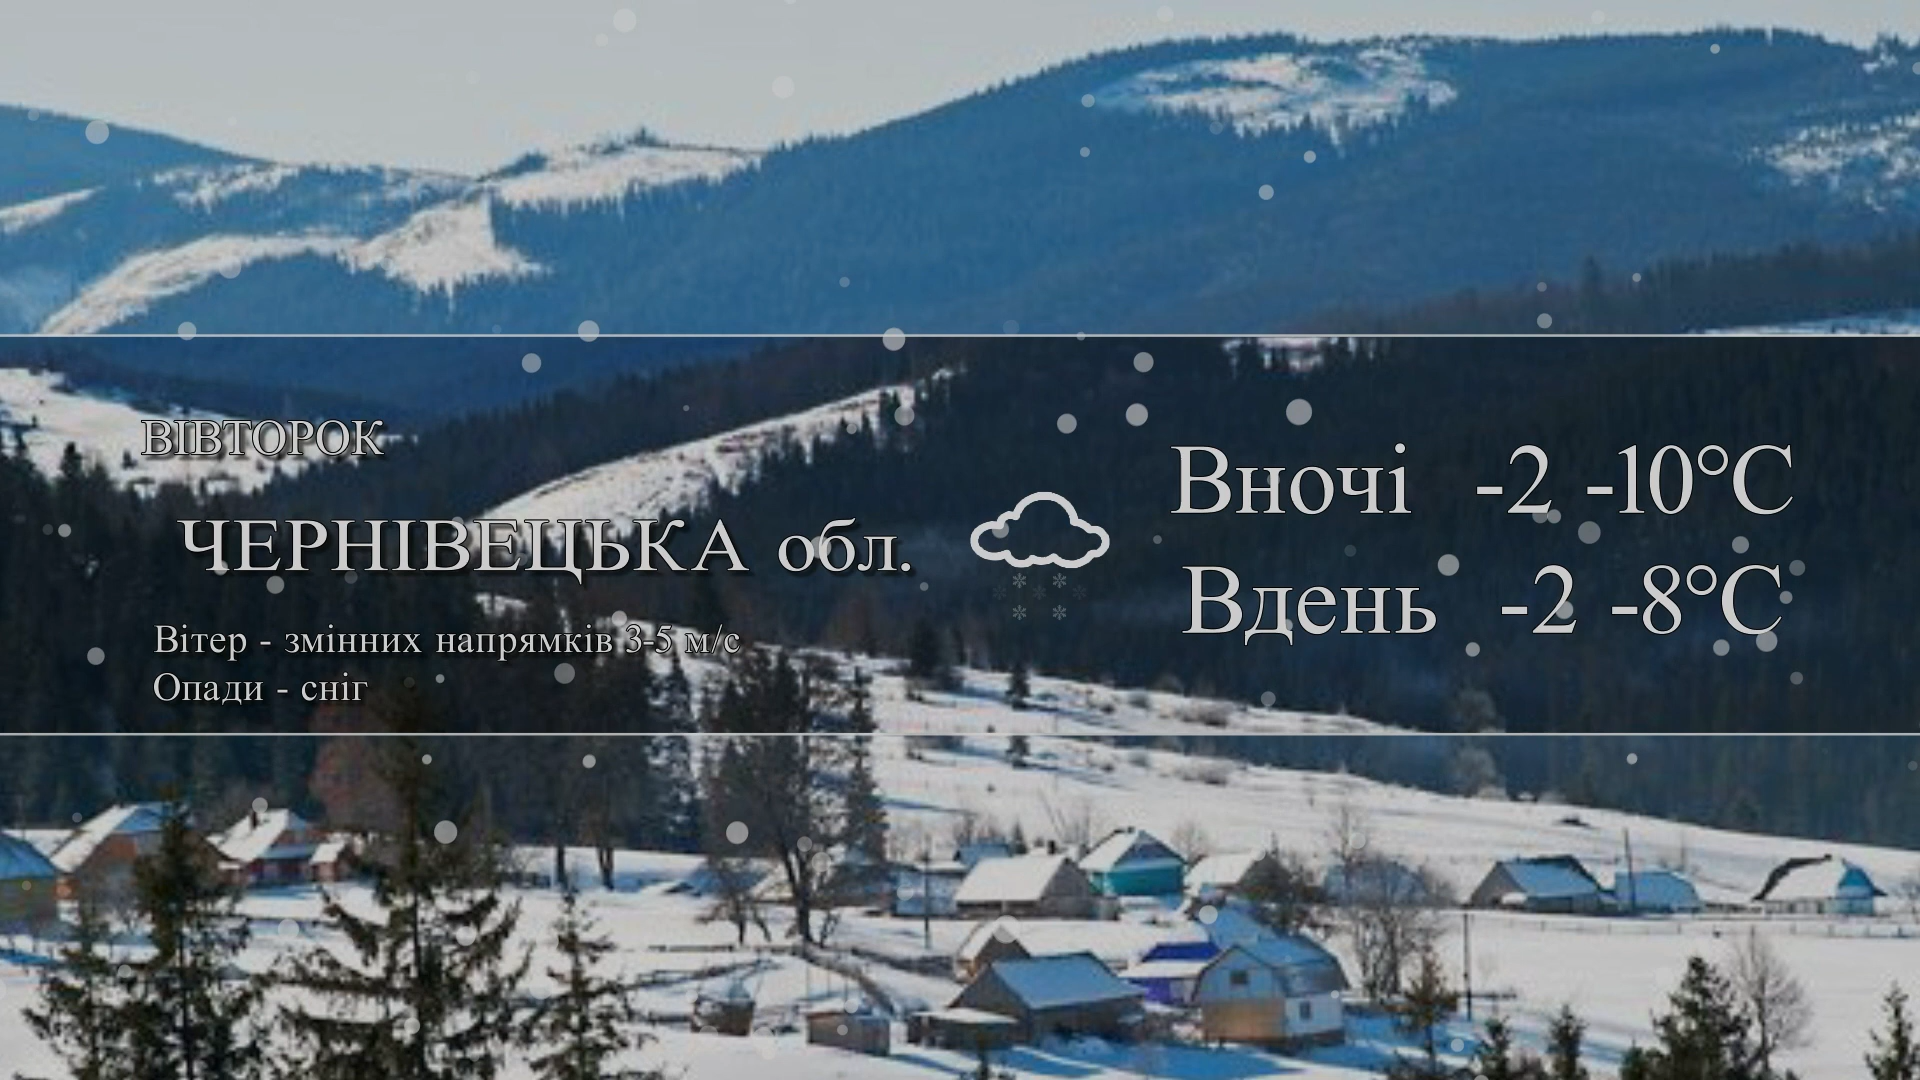 ВІВТОРОК
ЧЕРНІВЕЦЬКА обл.
Вітер - змінних напрямків 3-5 м/с
Опади - сніг
Вночі -2 -10°C
Вдень -2 -8°C